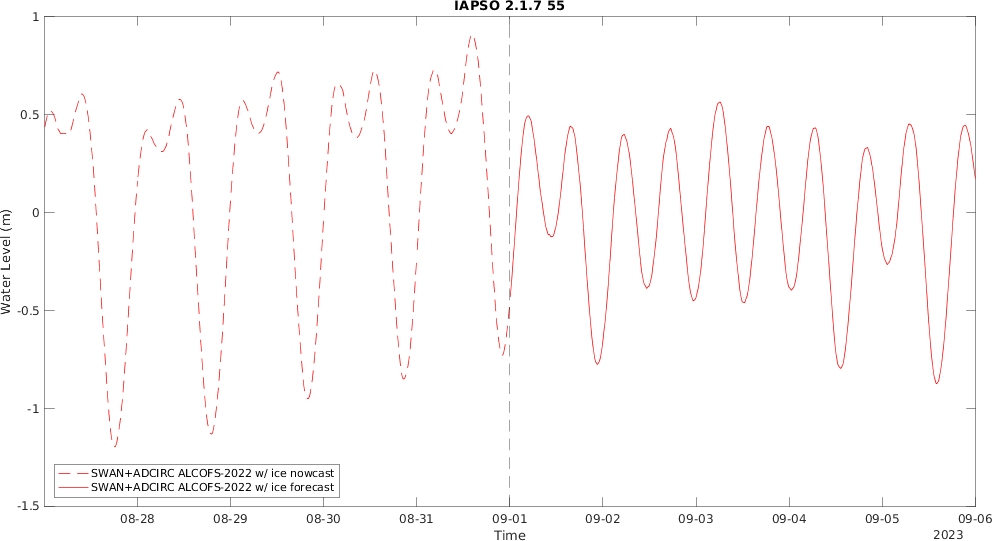 IAPSO 2.1.7 55
1
0.5
0
-0.5
-1
-1.5
Water Level (m)
SWAN+ADCIRC ALCOFS-2022 w/ ice nowcast
SWAN+ADCIRC ALCOFS-2022 w/ ice forecast
08-28 08-29 08-30 08-31 09-01 09-02 09-03 09-04 09-05 09-06
Time
2023